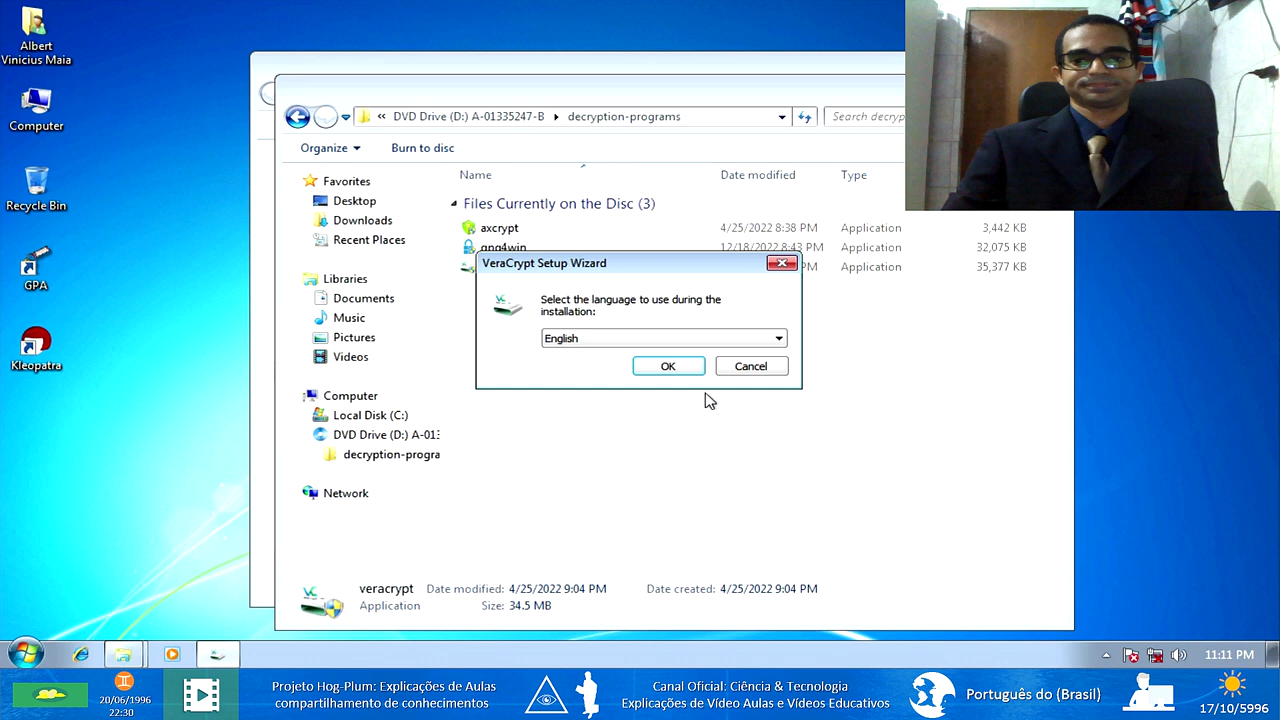 Albert
Vinicius Maia
Computer
Recycle Bin
GPA
Kleopatra
« DVD Drive (D:) A-01335247-B ▸ decryption-programs
Search decryp
Organize
Burn to disc
Name
Date modified
Type
Files Currently on the Disc (3)
axcrypt
4/25/2022 8:38 PM
Application
3,442 KB
gpg4win
12/18/2022 8:43 PM
Application
32,075 KB
PM
Application
35,377 KB
Favorites
Desktop
Downloads
Recent Places
Libraries
Documents
Music
Pictures
Videos
Computer
Local Disk (C:)
DVD Drive (D:) A-013
decryption-progra
Network
VeraCrypt Setup Wizard
Select the language to use during the
installation:
English
OK
Cancel
veracrypt
Date modified: 4/25/2022 9:04 PM
Date created: 4/25/2022 9:04 PM
Application
Size: 34.5 MB
11:11 PM
20/06/1996
22:30
Projeto Hog-Plum: Explicações de Aulas
compartilhamento de conhecimentos
Canal Oficial: Ciência & Tecnologia
Explicações de Vídeo Aulas e Vídeos Educativos
Português do (Brasil)
17/10/5996